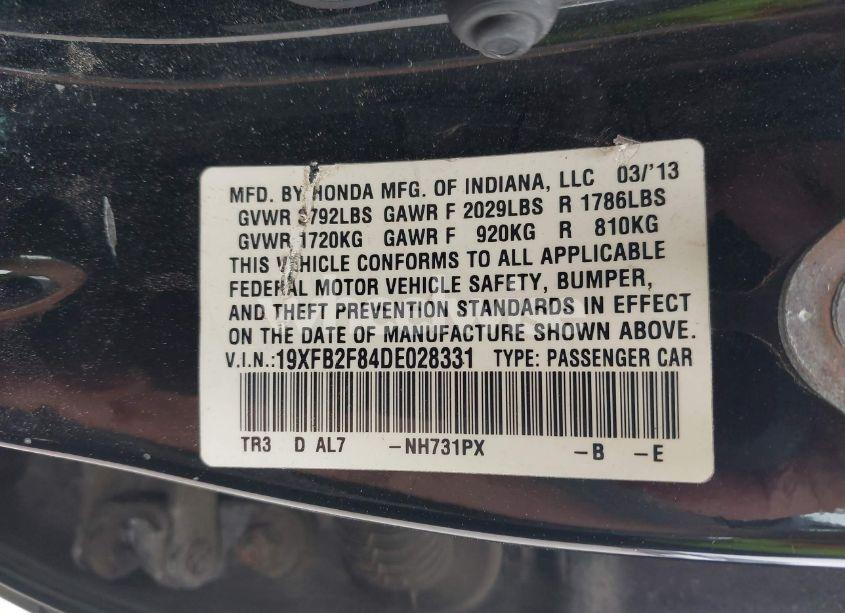 MFD. BY HONDA MFG. OF INDIANA, LLC 03/'13
GVWR 3792LBS GAWR F 2029LBS R 1786LBS
GVWR 1720KG GAWR F 920KG R 810KG
THIS VEHICLE CONFORMS TO ALL APPLICABLE
FEDERAL MOTOR VEHICLE SAFETY, BUMPER,
AND THEFT PREVENTION STANDARDS IN EFFECT
ON THE DATE OF MANUFACTURE SHOWN ABOVE.
V.I.N.:19XFB2F84DE028331 TYPE: PASSENGER CAR
TR3 D AL7 -NH731PX -B -E